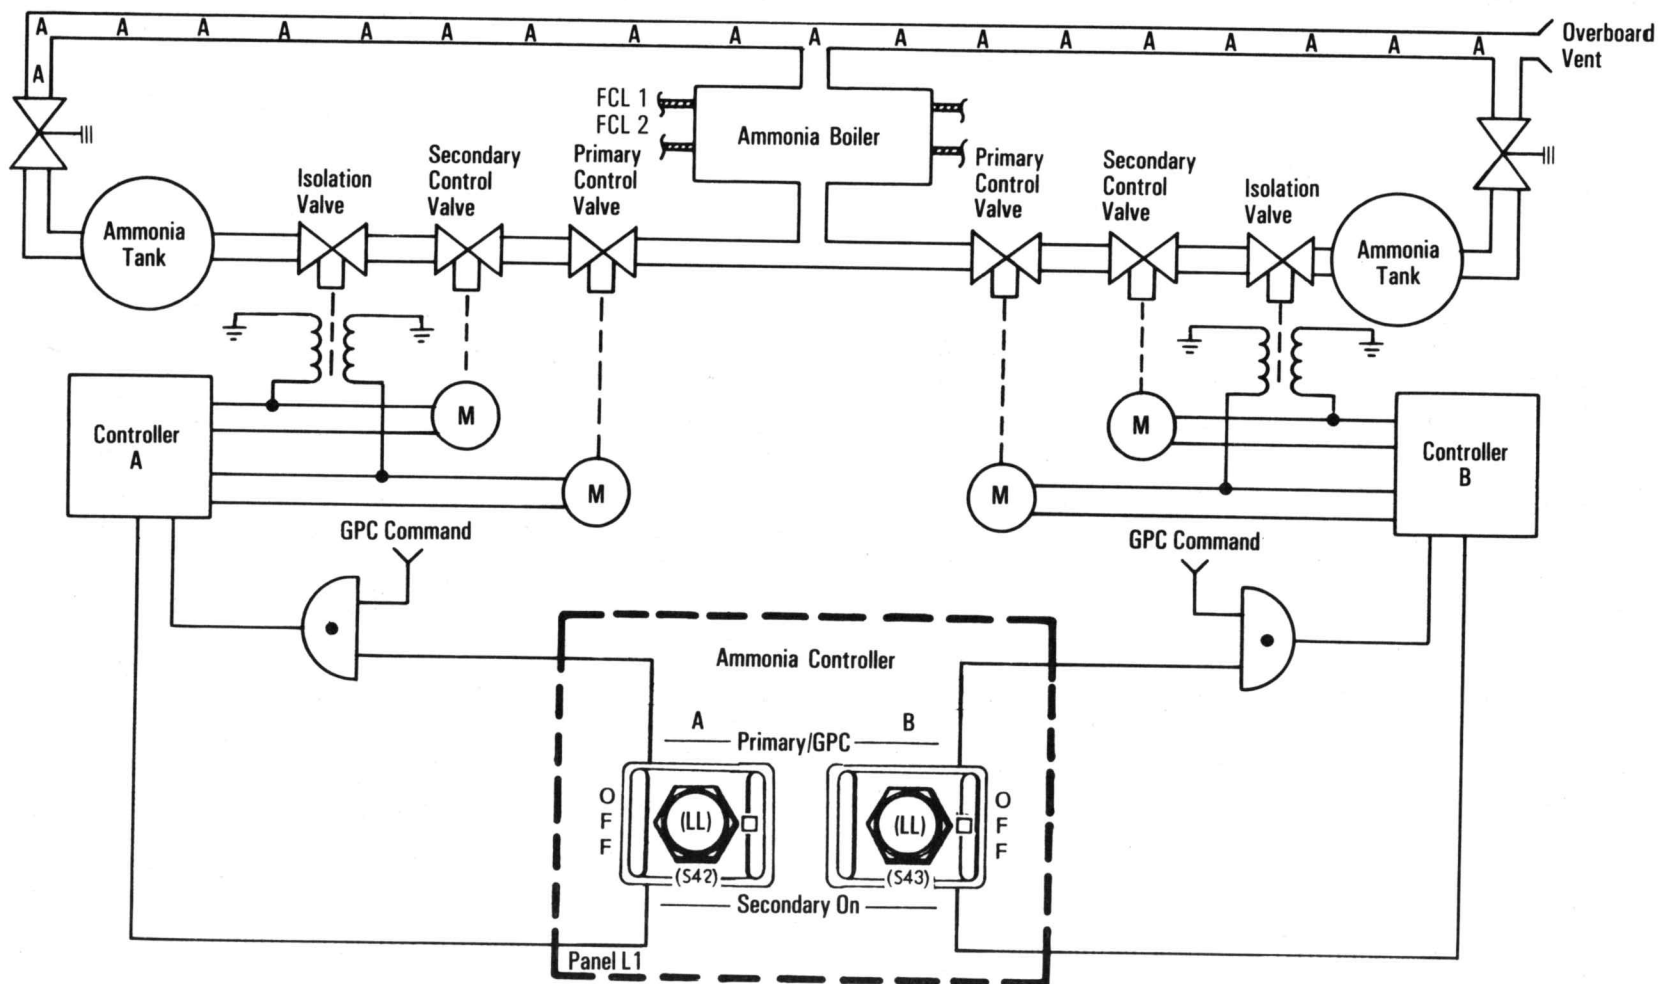 A A A A A A A A A A A A A A A A A A
A
Overboard
Vent
FCL 1
FCL 2
Ammonia Boiler
Isolation
Valve
Secondary
Control
Valve
Primary
Control
Valve
Primary
Control
Valve
Secondary
Control
Valve
Isolation
Valve
Ammonia
Tank
Ammonia
Tank
Controller
A
M
M
M
M
Controller
B
GPC Command
GPC Command
Ammonia Controller
A
B
Primary/GPC
OFF
(LL)
(S42)
(LL)
(S43)
OFF
Secondary On
Panel L1